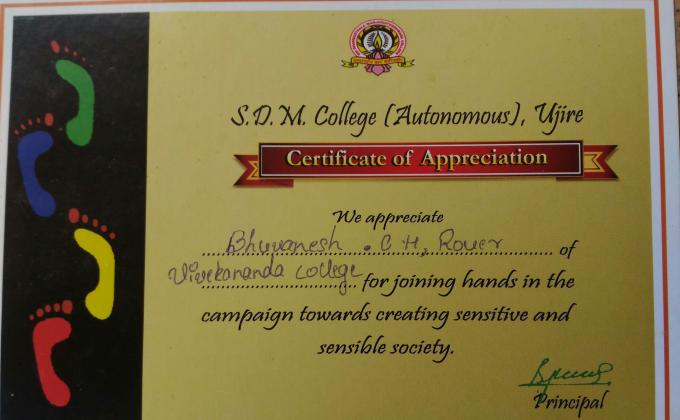 S.D.M. College (Autonomous), Ujire
Certificate of Appreciation
We appreciate
Bhuvanesh . C H, Rover of
Vivekananda college for joining hands in the
campaign towards creating sensitive and
sensible society.
Principal